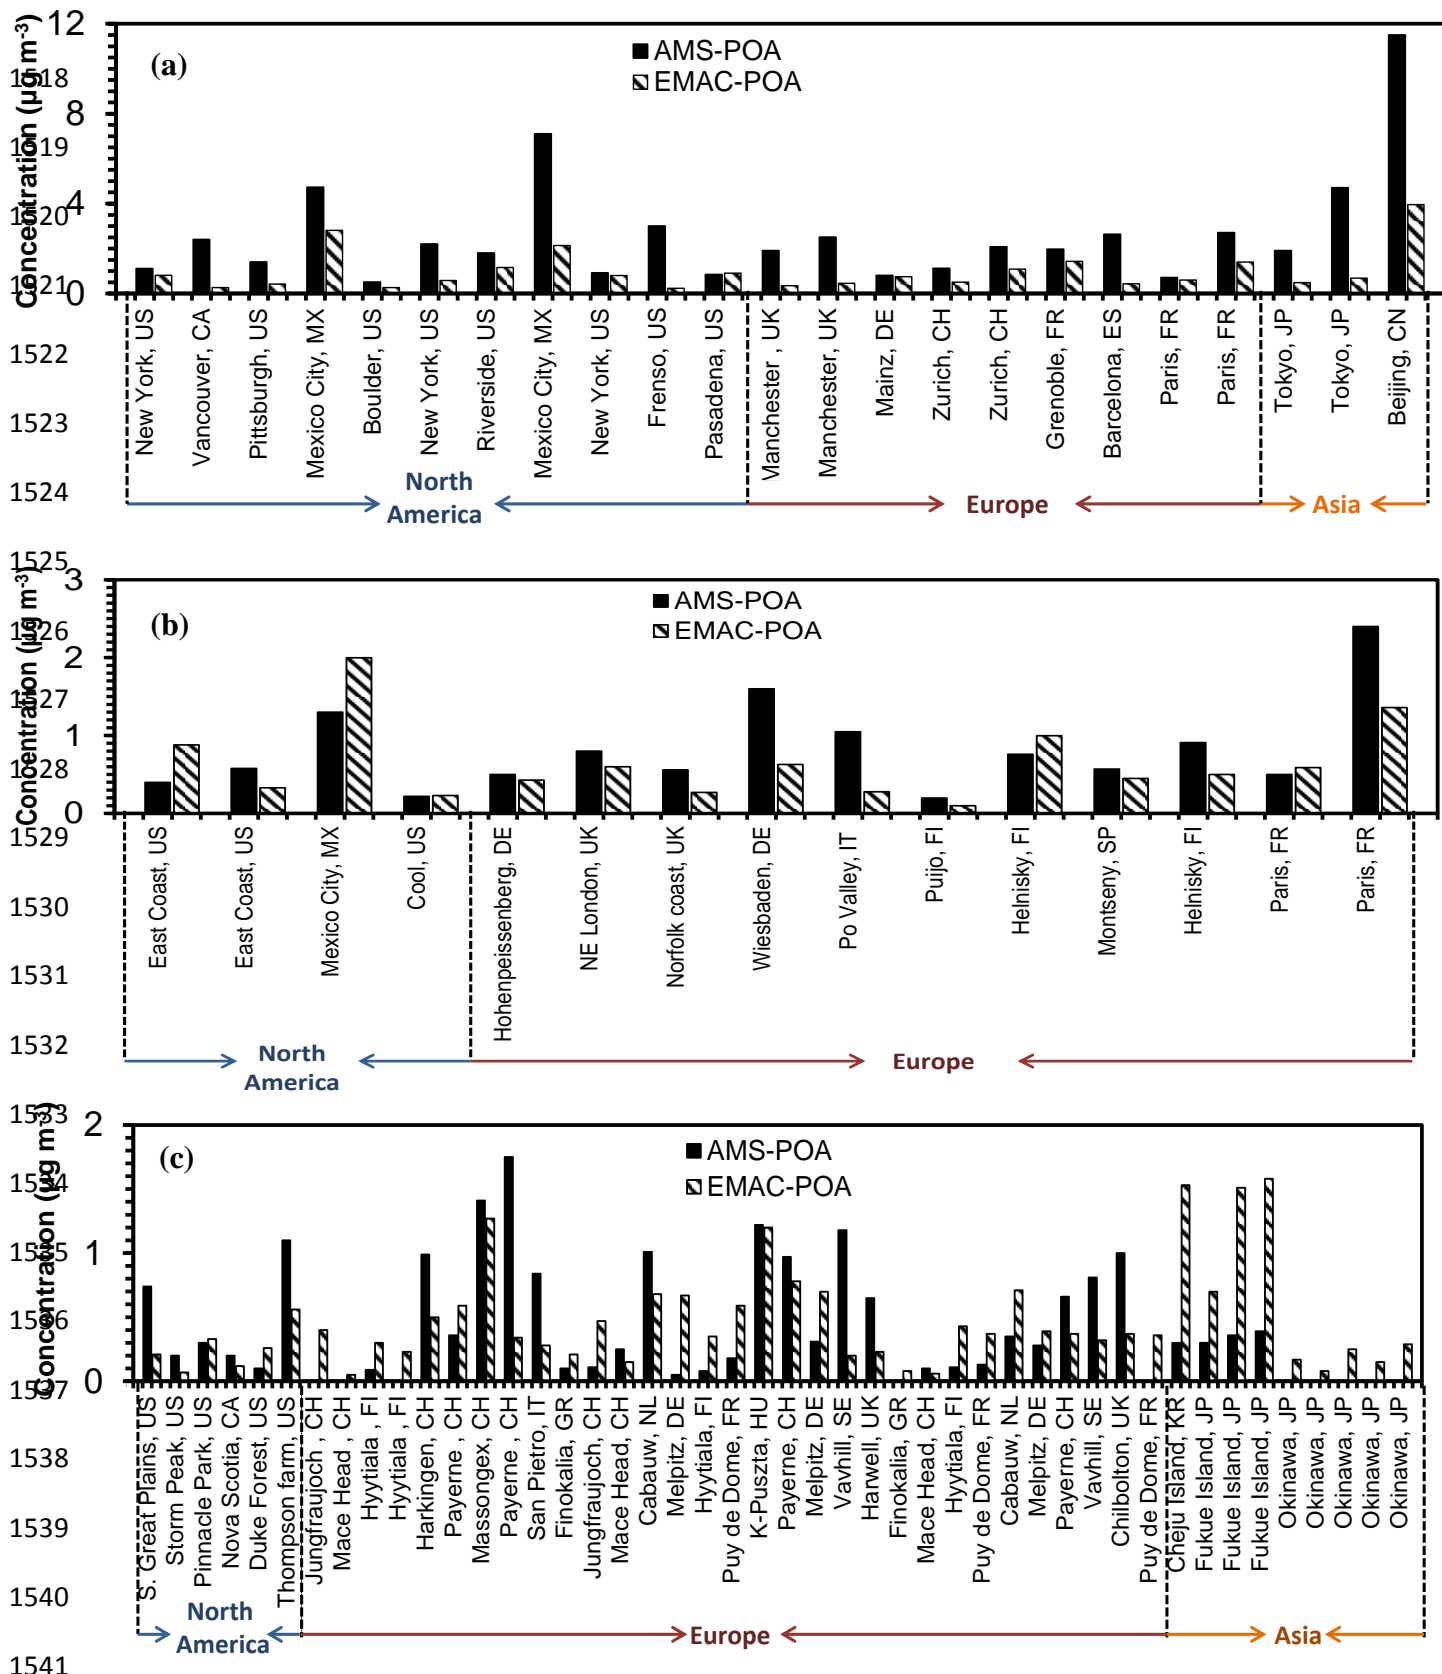 12
(a)
AMS-POA
EMAC-POA
1518
8
1519
4
1520
0
1521
Concentration (µg m-3)
New York, US
Vancouver, CA
Pittsburgh, US
Mexico City, MX
Boulder, US
New York, US
Riverside, US
Mexico City, MX
New York, US
Frenso, US
Pasadena, US
Manchester , UK
Manchester, UK
Mainz, DE
Zurich, CH
Zurich, CH
Grenoble, FR
Barcelona, ES
Paris, FR
Paris, FR
Tokyo, JP
Tokyo, JP
Beijing, CN
1522
1523
1524
North
America
Europe
Asia
1525
3
(b)
AMS-POA
EMAC-POA
1526
2
1527
1
1528
0
Concentration (µg m-3)
1529
East Coast, US
East Coast, US
Mexico City, MX
Cool, US
Hohenpeissenberg, DE
NE London, UK
Norfolk coast, UK
Wiesbaden, DE
Po Valley, IT
Puijo, FI
Helnisky, FI
Montseny, SP
Helnisky, FI
Paris, FR
Paris, FR
1530
1531
1532
North
America
Europe
1533
2
(c)
AMS-POA
EMAC-POA
1534
1
1535
1536
0
1537
Concentration (µg m-3)
S. Great Plains, US
Storm Peak, US
Pinnacle Park, US
Nova Scotia, CA
Duke Forest, US
Thompson farm, US
Jungfraujoch , CH
Mace Head , CH
Hyytiala , FI
Hyytiala , FI
Harkingen, CH
Payerne , CH
Massongex, CH
Payerne , CH
San Pietro, IT
Finokalia, GR
Jungfraujoch, CH
Mace Head, CH
Cabauw, NL
Melpitz, DE
Hyytiala, FI
Puy de Dome, FR
K-Puszta, HU
Payerne, CH
Melpitz, DE
Vavhill, SE
Harwell, UK
Finokalia, GR
Mace Head, CH
Hyytiala, FI
Puy de Dome, FR
Cabauw, NL
Melpitz, DE
Payerne, CH
Vavhill, SE
Chilbolton, UK
Puy de Dome, FR
Cheju Island, KR
Fukue Island, JP
Fukue Island, JP
Fukue Island, JP
Okinawa, JP
Okinawa, JP
Okinawa, JP
Okinawa, JP
Okinawa, JP
1538
1539
1540
North
America
Europe
Asia
1541